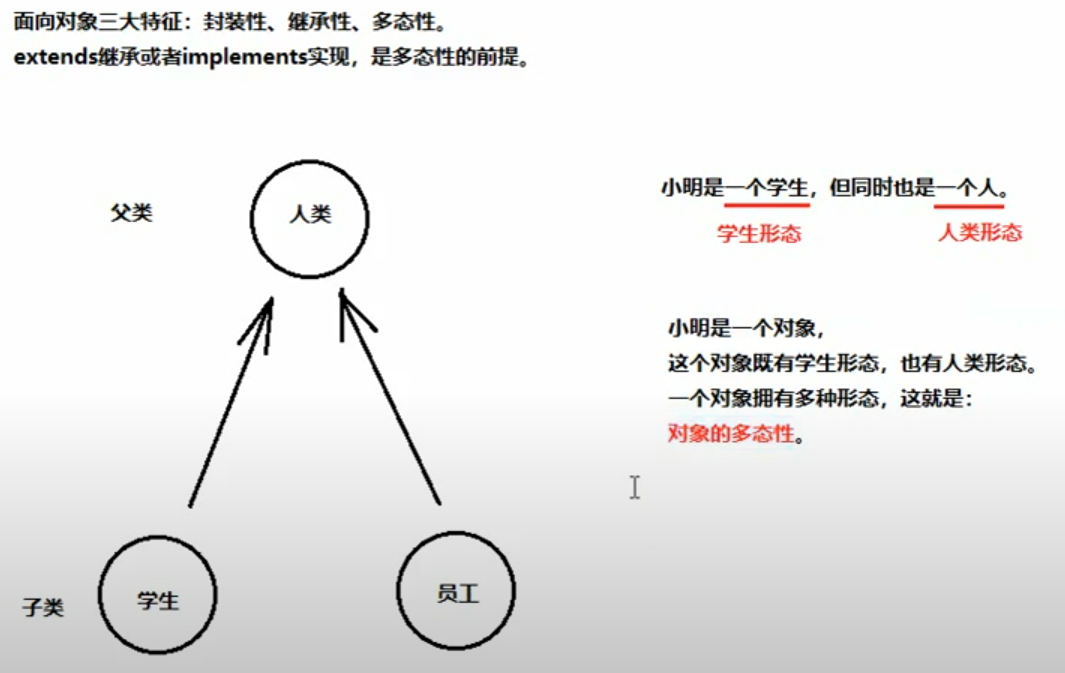 面向对象三大特征：封装性、继承性、多态性。
extends继承或者implements实现，是多态性的前提。
父类
人类
小明是一个学生，但同时也是一个人。
学生形态
人类形态
小明是一个对象，
这个对象既有学生形态，也有人类形态。
一个对象拥有多种形态，这就是：
对象的多态性。
子类
学生
员工